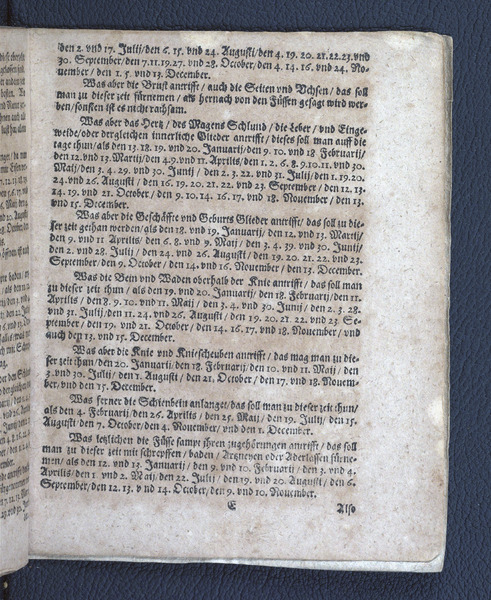 den 2. vnd 17. Julij/den 6. 15. vnd 24. Augusti/den 4. 19. 20. 21. 22. 23. vnd
30. September/den 7. 11. 19. 27. vnd 28. October/den 4. 14. 16. vnd 24. No-
uember / den 1. 5. vnd 13. December.
Was aber die Brust antrifft / auch die Seiten vnd Vchsen / das soll
man zu dieser zeit fürnemen / als hernach von den Füssen gesagt wird wer-
den/sonsten ist es nicht rathsam.
Was aber das Hertz / des Magens Schlund / die Leber / vnd Einge-
weide/oder dergleichen innerliche Glieder antrifft / dieses soll man auff die
tage thun/als den 13. 18. 19. vnd 20. Januarij/den 9. 10. vnd 18 Februarij/
den 12. vnd 13. Martij/den 4. 9. vnd 11. Aprilis / den 1. 2. 6. 8. 9. 10. 11. vnd 30.
Maij/den 3. 4. 29. vnd 30. Junij / den 2. 3. 22. vnd 31. Julij/den 1. 19. 20.
24. vnd 26. Augusti / den 16. 19. 20. 21. 22. vnd 23. September / den 12. 13.
14. 19. vnd 21. October / den 9. 10. 14. 16. 17. vnd 18. November / den 13.
vnd 15. December.
Was aber die Geschäffte vnd Geburts Glieder antrifft / das soll zu die-
ser zeit gethan werden/als den 18. vnd 19. Januarij/den 12. vnd 13. Martij/
den 9. vnd 11 Aprilis / den 6. 8. vnd 9. Maij / den 3. 4. 39. vnd 30. Junij/
den 2. vnd 28. Julij / den 24. vnd 26. Augusti / den 19. 20. 21. 22. vnd 23.
September/den 9. October / den 14. vnd 16. November / den 13. December.
Was die Bein vnd Waden oberhalb der Knie antrifft / das soll man
zu dieser zeit thun / als den 19. vnd 20. Januarij / den 18. Februarij / den 11.
Aprilis / den 8. 9. 10. vnd 11. Maij / den 3. 4. vnd 30. Junij / den 2. 3. 28.
vnd 31. Julij / den 11. 24. vnd 26. Augusti / den 19. 20. 21. 22. vnd 23 Se-
ptember / den 19. vnd 21. October / den 14. 16. 17. vnd 18. November / vnd
auch den 13. vnd 15. December.
Was aber die Knie vnd Kniescheuben antrifft / das mag man zu die-
ser zeit thun/ den 20. Januarij/den 18. Februarij/den 10. vnd 11. Maij / den
3. vnd 30. Julij / den 1. Augusti / den 21. October / den 17. vnd 18. Nouem-
ber/vnd den 15. December.
Was ferner die Schienbein anlanget/das soll man zu dieser zeit thun/
als den 4. Februarij/den 26. Aprilis / den 25. Maij / den 19. Julij / den 15.
Augusti/den 7. October/den 4. November / vnd den 1. December.
Was letzlichen die Füsse sampt ihren zugehörungen antrifft / das soll
man zu dieser zeit mit schrepffen / baden / Artzneyen oder Aderlassen fürne-
men/als den 12. vnd 13. Januarij / den 9. vnd 10. Februarij / den 3. vnd 4.
Aprilis / den 1. vnd 2. Maij / den 22. Julij / den 19. vnd 20. Augusti / den 6.
September/den 12. 13. vnd 14. October/den 9. vnd 10. November.
E Also